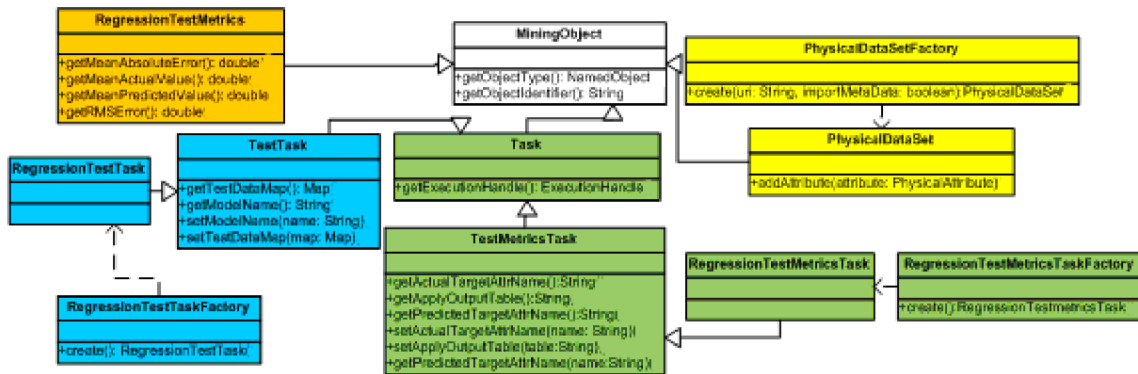 RegressionTestMetrics
+getMeanAbsoluteError(): double
+getMeanActualValue(): double
+getMeanPredictedValue(): double
+getRMSError(): double
MiningObject
+getObjectType(): NamedObject
+getObjectIdentifier(): String
PhysicalDataSetFactory
+create(uri: String, importMetaData: boolean):PhysicalDataSet
PhysicalDataSet
+addAttribute(attribute: PhysicalAttribute)
RegressionTestTask
TestTask
+getTestDataMap(): Map
+getModelName(): String
+setModelName(name: String)
+setTestDataMap(map: Map)
Task
+getExecutionHandle(): ExecutionHandle
TestMetricsTask
+getActualTargetAttrName():String
+getApplyOutputTable():String
+getPredictedTargetAttrName():String
+setActualTargetAttrName(name: String)
+setApplyOutputTable(table:String)
+getPredictedTargetAttrName(name:String)
RegressionTestMetricsTask
RegressionTestMetricsTaskFactory
+create():RegressionTestmetricsTask
RegressionTestTaskFactory
+create(): RegressionTestTask